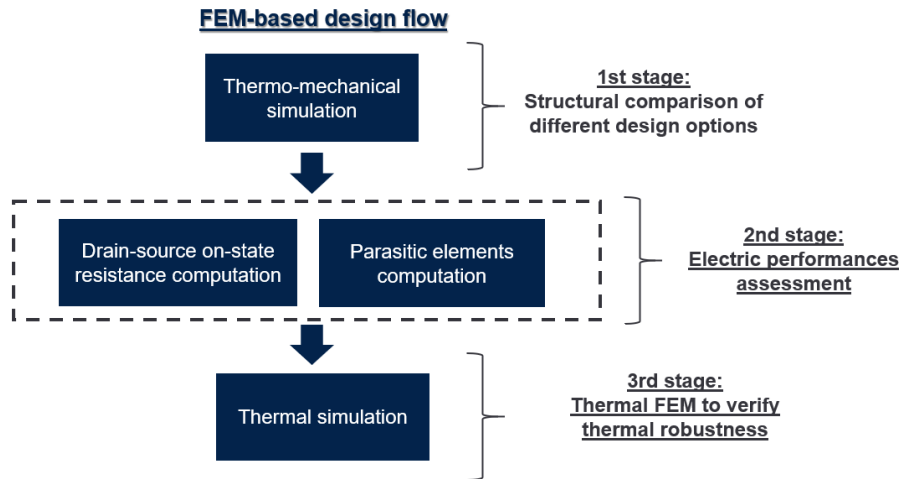 FEM-based design flow
Thermo-mechanical
simulation
1st stage:
Structural comparison of
different design options
Drain-source on-state
resistance computation
Parasitic elements
computation
2nd stage:
Electric performances
assessment
Thermal simulation
3rd stage:
Thermal FEM to verify
thermal robustness